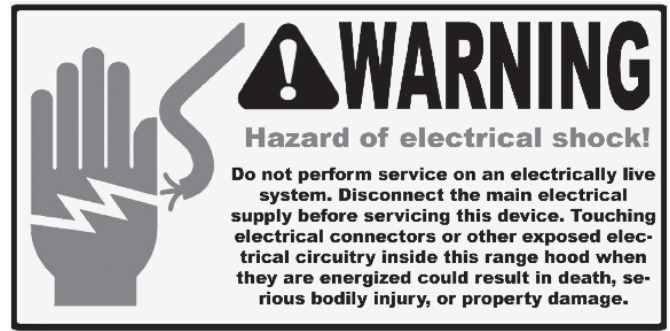 WARNING
Hazard of electrical shock!
Do not perform service on an electrically live
system. Disconnect the main electrical
supply before servicing this device. Touching
electrical connectors or other exposed elec-
trical circuitry inside this range hood when
they are energized could result in death, se-
rious bodily injury, or property damage.